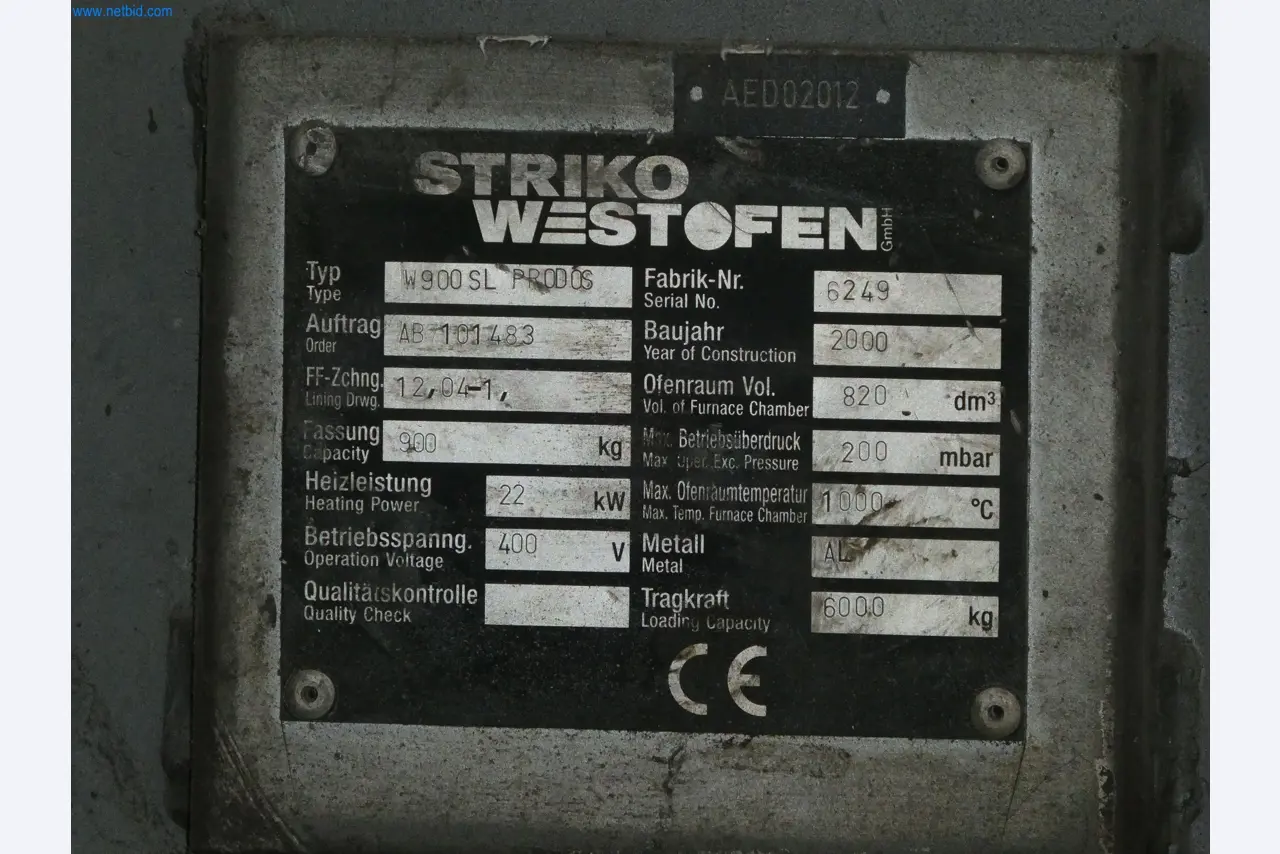 www.netbid.com
AED02012
STRIKO
WESTOFEN GmbH
Typ
Type
W900SL PRODOS
Auftrag
Order
AB 101483
FF-Zchng.
Lining Drwg.
12,04-1,
Fassung
Capacity
900 kg
Heizleistung
Heating Power
22 kW
Betriebsspanng.
Operation Voltage
400 V
Qualitätskontrolle
Quality Check
Fabrik-Nr.
Serial No.
6249
Baujahr
Year of Construction
2000
Ofenraum Vol.
Vol. of Furnace Chamber
820 dm³
Max. Betriebsüberdruck
Max. Oper. Exc. Pressure
200 mbar
Max. Ofenraumtemperatur
Max. Temp. Furnace Chamber
1000 °C
Metall
Metal
AL
Tragkraft
Loading Capacity
6000 kg
CE